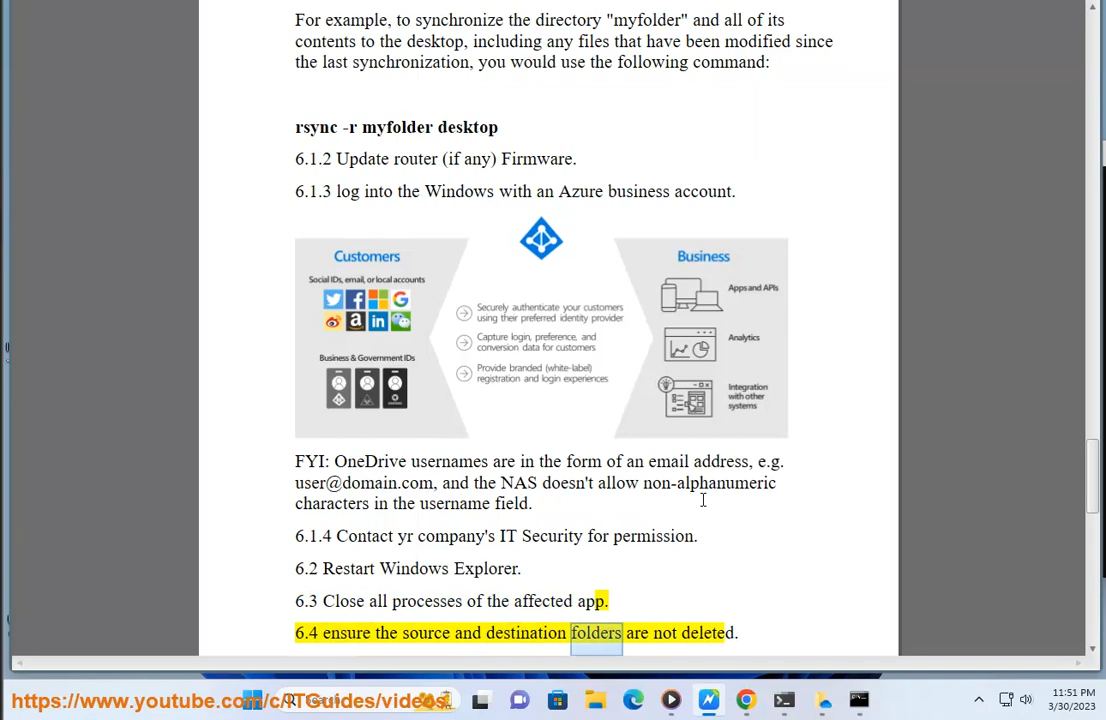 For example, to synchronize the directory "myfolder" and all of its
contents to the desktop, including any files that have been modified since
the last synchronization, you would use the following command:
rsync -r myfolder desktop
6.1.2 Update router (if any) Firmware.
6.1.3 log into the Windows with an Azure business account.
Customers
Social IDs, email, or local accounts
Business & Government IDs
Securely authenticate your customers
using their preferred identity provider
Capture login, preference, and
conversion data for customers
Provide branded (white-label)
registration and login experiences
Business
Apps and APIs
Analytics
Integration
with other
systems
FYI: OneDrive usernames are in the form of an email address, e.g.
user@domain.com, and the NAS doesn't allow non-alphanumeric
characters in the username field.
6.1.4 Contact yr company's IT Security for permission.
6.2 Restart Windows Explorer.
6.3 Close all processes of the affected app.
6.4 ensure the source and destination folders are not deleted.
https://www.youtube.com/c/ITGuides/videos
11:51 PM
3/30/2023